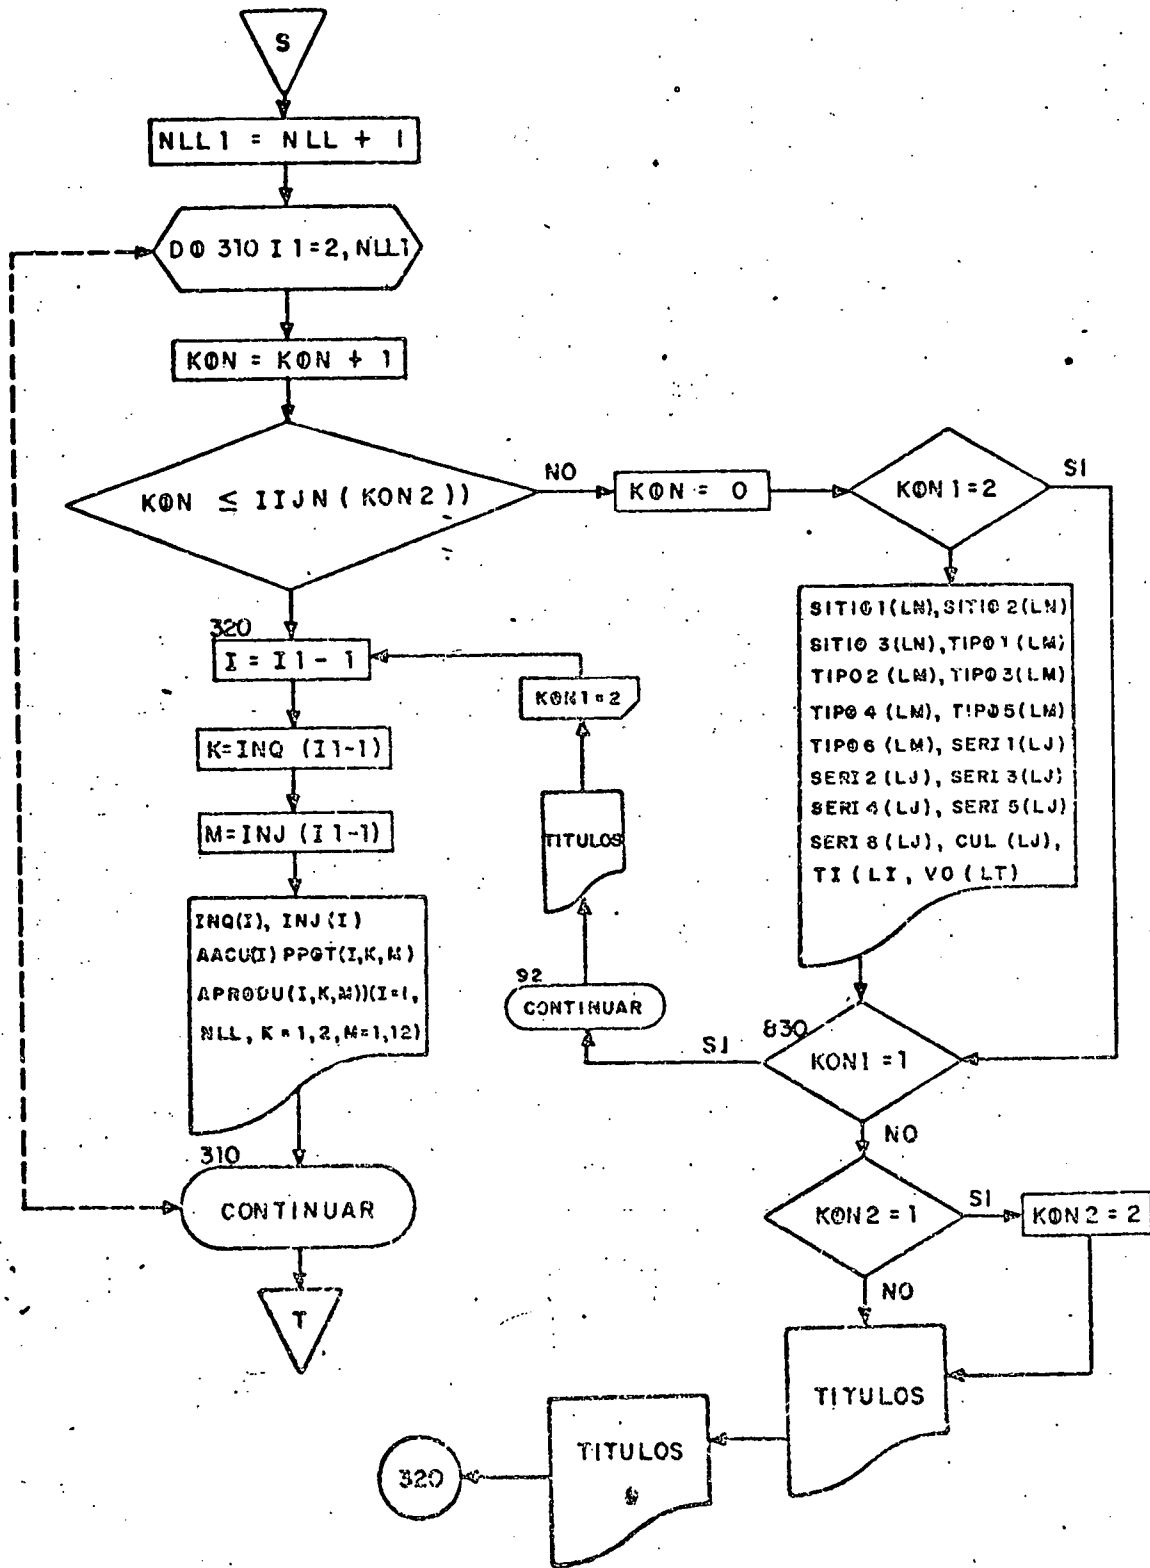 S
NLL1 = NLL + 1
DO 310 I1=2, NLL1
KON = KON + 1
KON ≤ IIJN(KON2))
NO
KON = 0
KON1=2
SI
SITIO1(LN), SITIO2(LN)
SITIO 3(LN), TIPO1(LM)
TIPO2(LM), TIPO3(LM)
TIPO4(LM), TIPO5(LM)
TIPO6(LM), SERI1(LJ)
SERI2(LJ), SERI3(LJ)
SERI4(LJ), SERI5(LJ)
SERI8(LJ), CUL(LJ),
TI(LI, VO(LT)
320
I = I1-1
K=INQ (I1-1)
M=INJ (I1-1)
INQ(I), INJ(I)
AACU(I) PPGT(I,K,M)
APRODU(I,K,M))(I=1,
NLL, K=1,2,M=1,12)
310
CONTINUAR
T
KON1=2
TITULOS
92
CONTINUAR
SI
830
KON1=1
NO
KON2=1
SI
KON2=2
NO
TITULOS
TITULOS
320